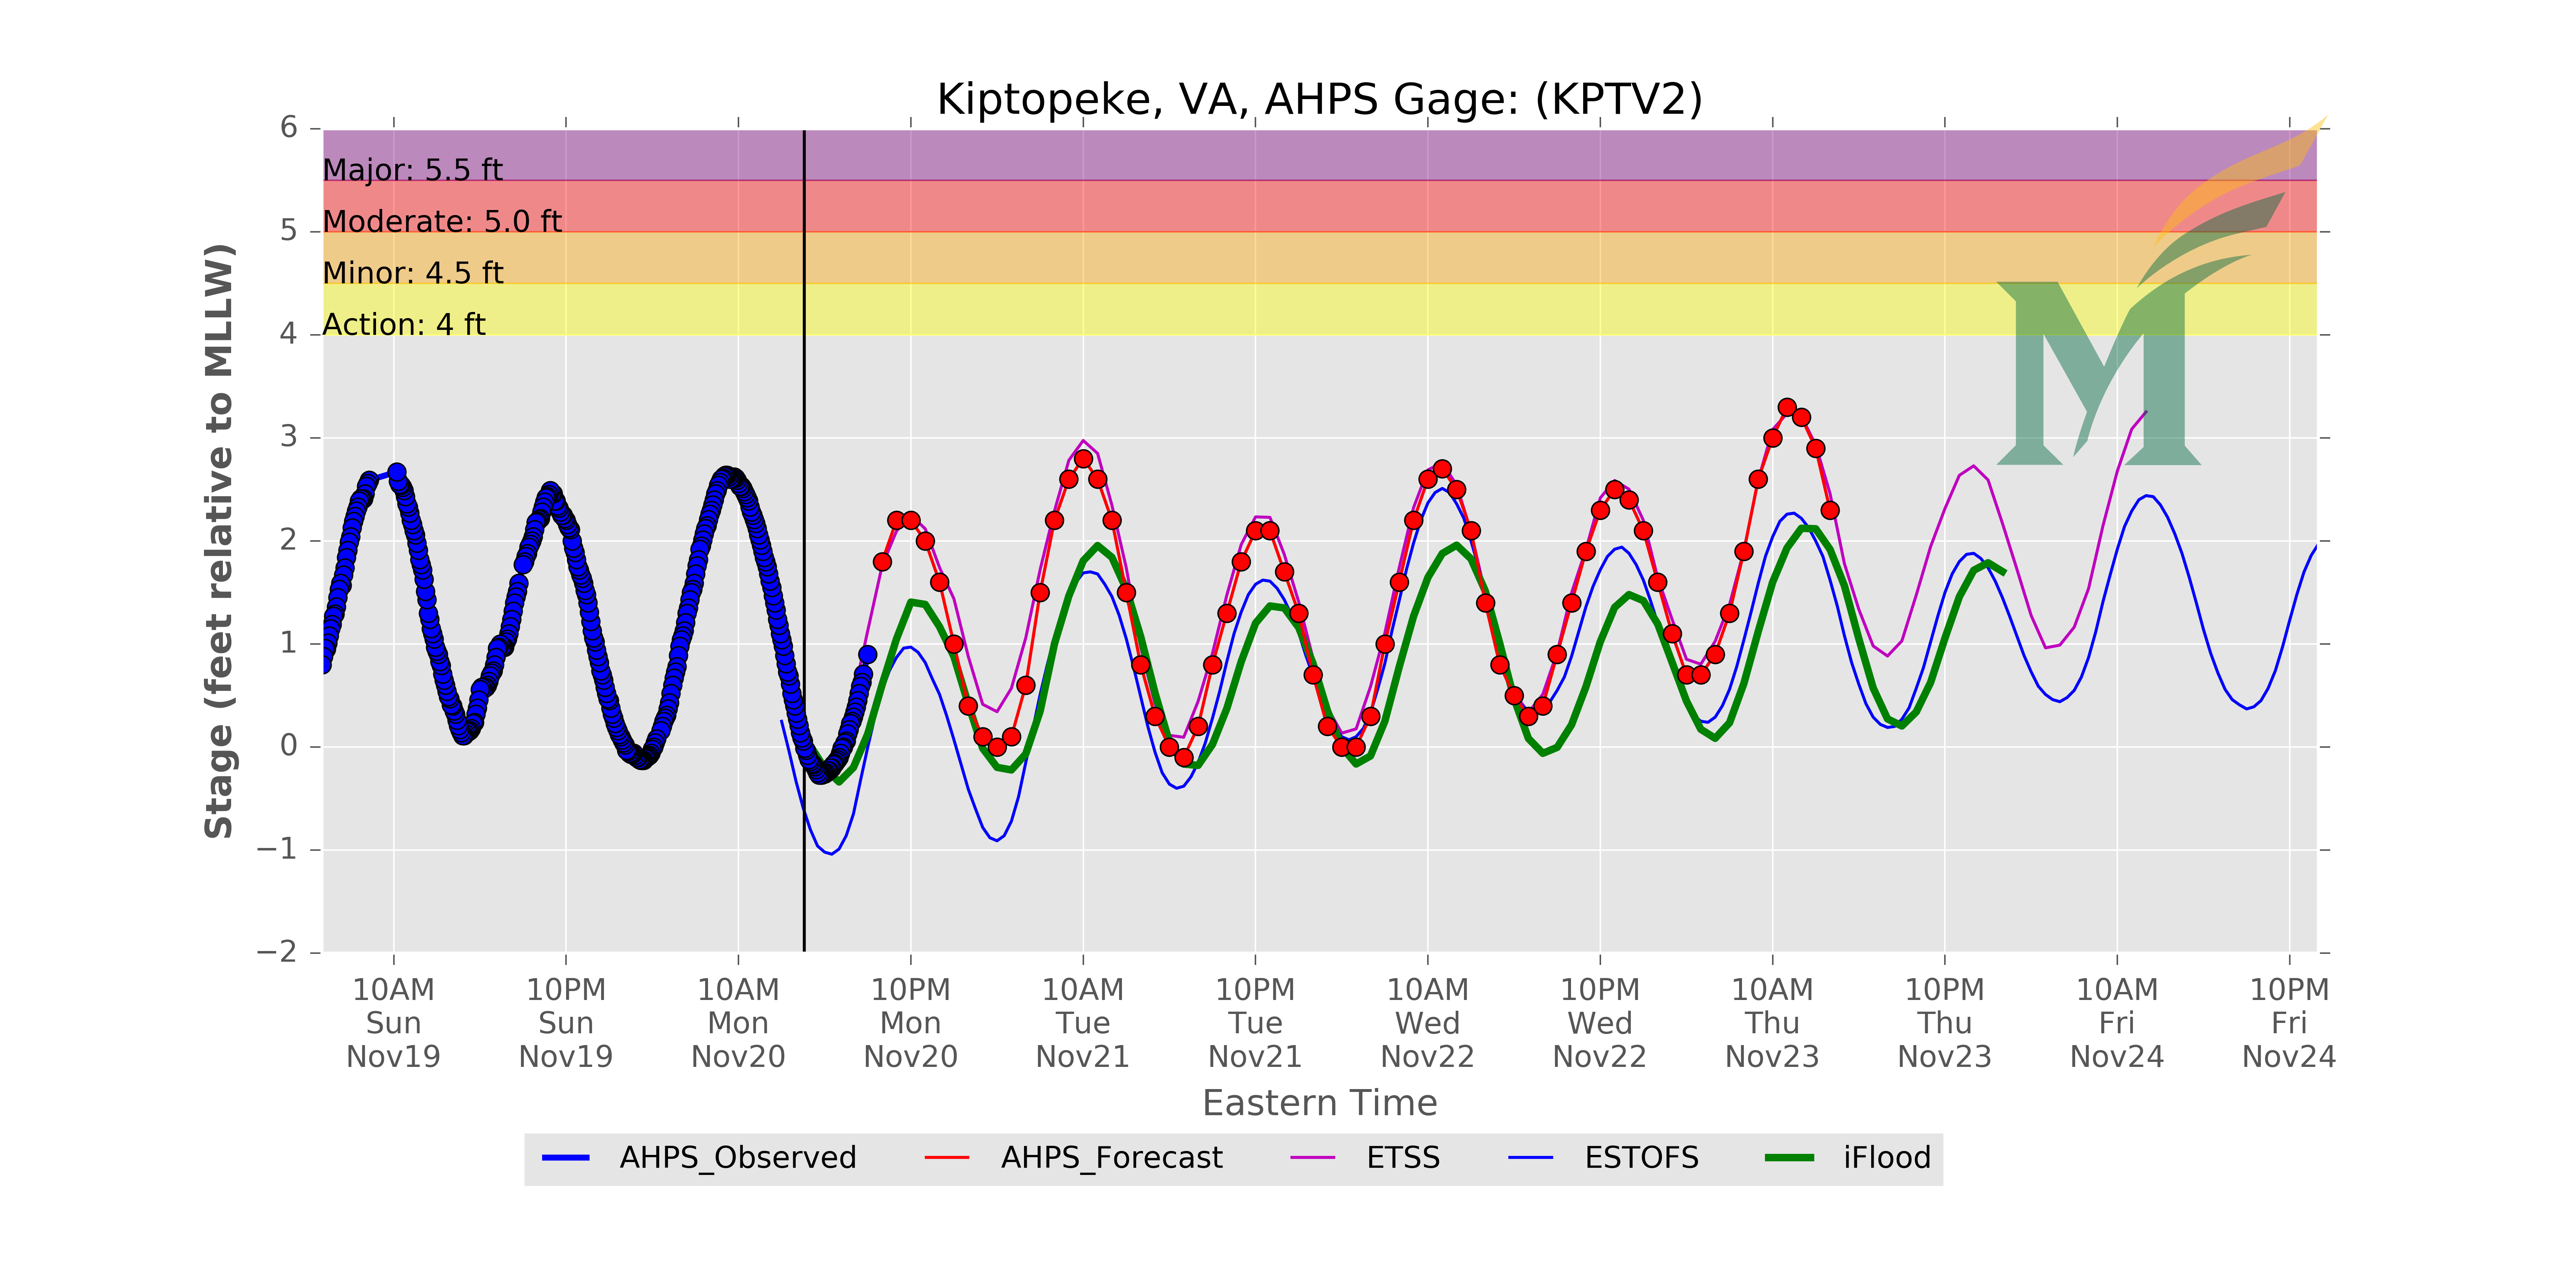 Kiptopeke, VA, AHPS Gage: (KPTV2)
6
5
4
3
2
1
0
−1
−2
Stage (feet relative to MLLW)
Major: 5.5 ft
Moderate: 5.0 ft
Minor: 4.5 ft
Action: 4 ft
M
10AM 10PM 10AM 10PM 10AM 10PM 10AM 10PM 10AM 10PM 10AM 10PM
Sun Sun Mon Mon Tue Tue Wed Wed Thu Thu Fri Fri
Nov19 Nov19 Nov20 Nov20 Nov21 Nov21 Nov22 Nov22 Nov23 Nov23 Nov24 Nov24
Eastern Time
AHPS_Observed AHPS_Forecast ETSS ESTOFS iFlood